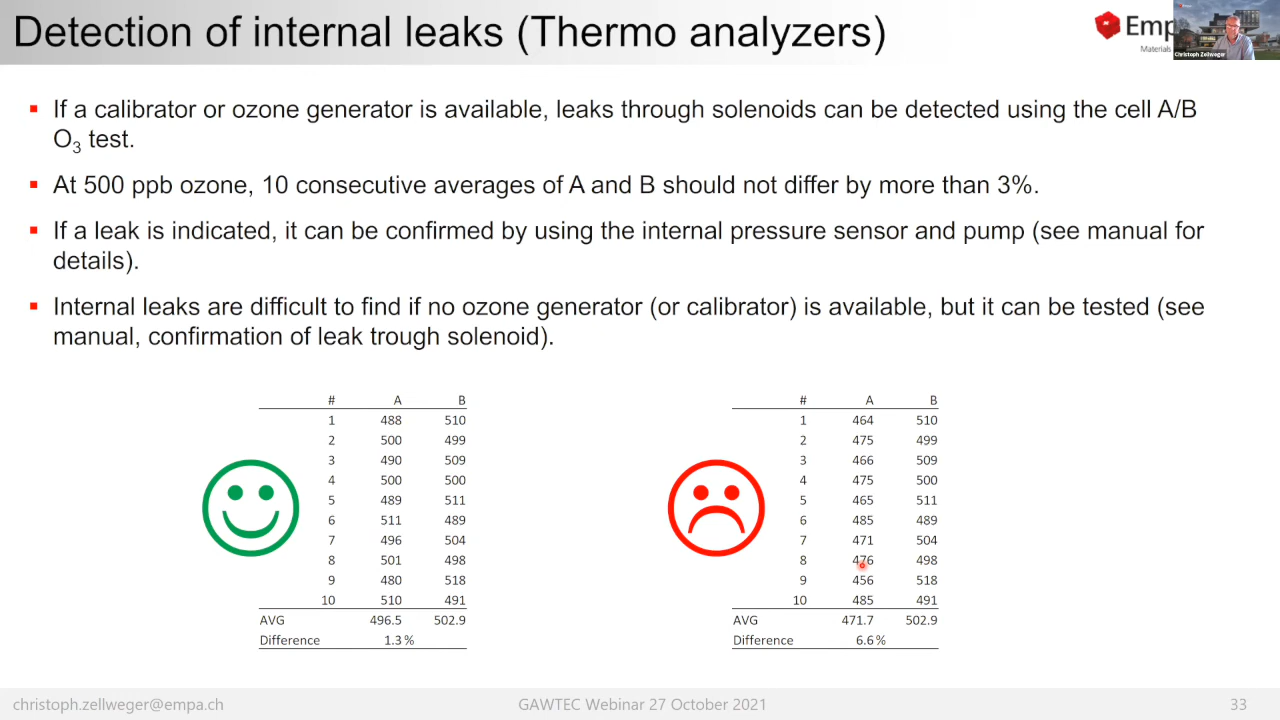 Detection of internal leaks (Thermo analyzers)
Emp
Materials
Christoph Zellweger
▪ If a calibrator or ozone generator is available, leaks through solenoids can be detected using the cell A/B
O₃ test.
▪ At 500 ppb ozone, 10 consecutive averages of A and B should not differ by more than 3%.
▪ If a leak is indicated, it can be confirmed by using the internal pressure sensor and pump (see manual for
details).
▪ Internal leaks are difficult to find if no ozone generator (or calibrator) is available, but it can be tested (see
manual, confirmation of leak trough solenoid).
# A B
1 488 510
2 500 499
3 490 509
4 500 500
5 489 511
6 511 489
7 496 504
8 501 498
9 480 518
10 510 491
AVG 496.5 502.9
Difference 1.3 %
# A B
1 464 510
2 475 499
3 466 509
4 475 500
5 465 511
6 485 489
7 471 504
8 476 498
9 456 518
10 485 491
AVG 471.7 502.9
Difference 6.6 %
christoph.zellweger@empa.ch GAWTEC Webinar 27 October 2021 33